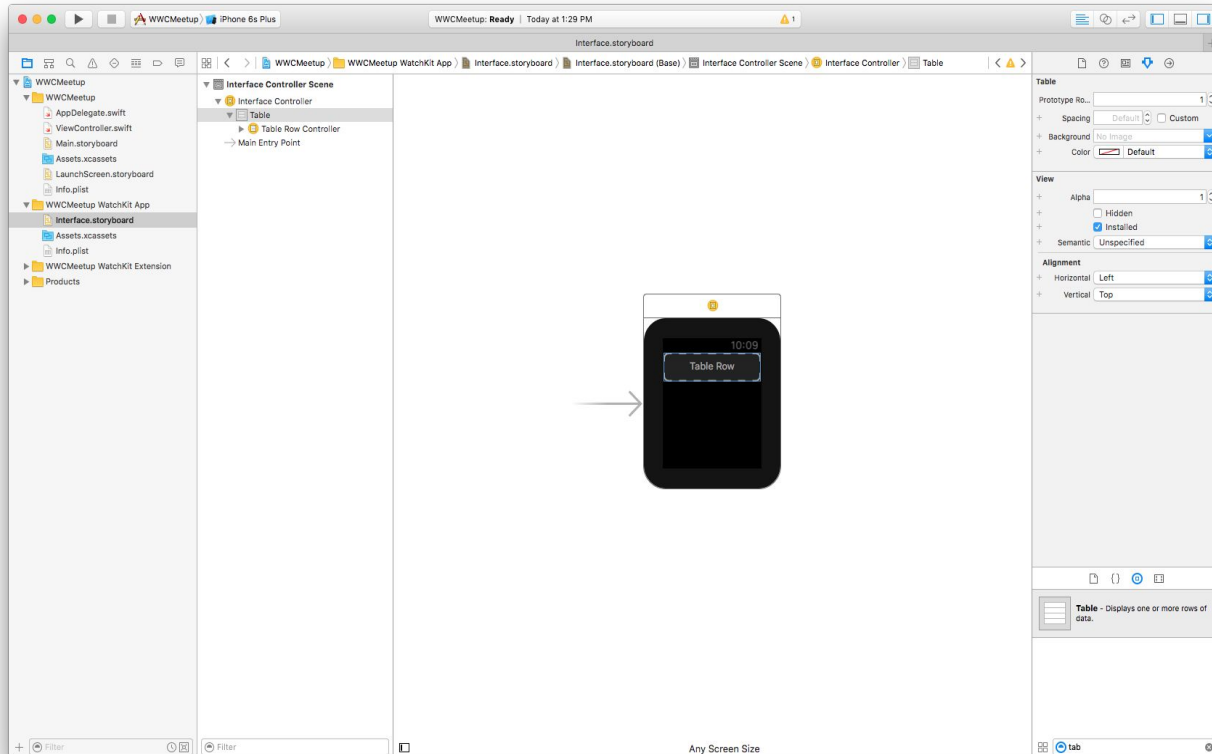 WWCMeetup
iPhone 6s Plus
WWCMeetup: Ready | Today at 1:29 PM
1
Interface.storyboard
WWCMeetup
WWCMeetup WatchKit App
Interface.storyboard
Interface.storyboard (Base)
Interface Controller Scene
Interface Controller
Table
WWCMeetup
WWCMeetup
AppDelegate.swift
ViewController.swift
Main.storyboard
Assets.xcassets
LaunchScreen.storyboard
Info.plist
WWCMeetup WatchKit App
Interface.storyboard
Assets.xcassets
Info.plist
WWCMeetup WatchKit Extension
Products
Filter
Interface Controller Scene
Interface Controller
Table
Table Row Controller
Main Entry Point
Filter
10:09
Table Row
Any Screen Size
Table
Prototype Ro... 1
Spacing Default Custom
Background No Image
Color Default
View
Alpha 1
Hidden
Installed
Semantic Unspecified
Alignment
Horizontal Left
Vertical Top
Table - Displays one or more rows of
data.
tab